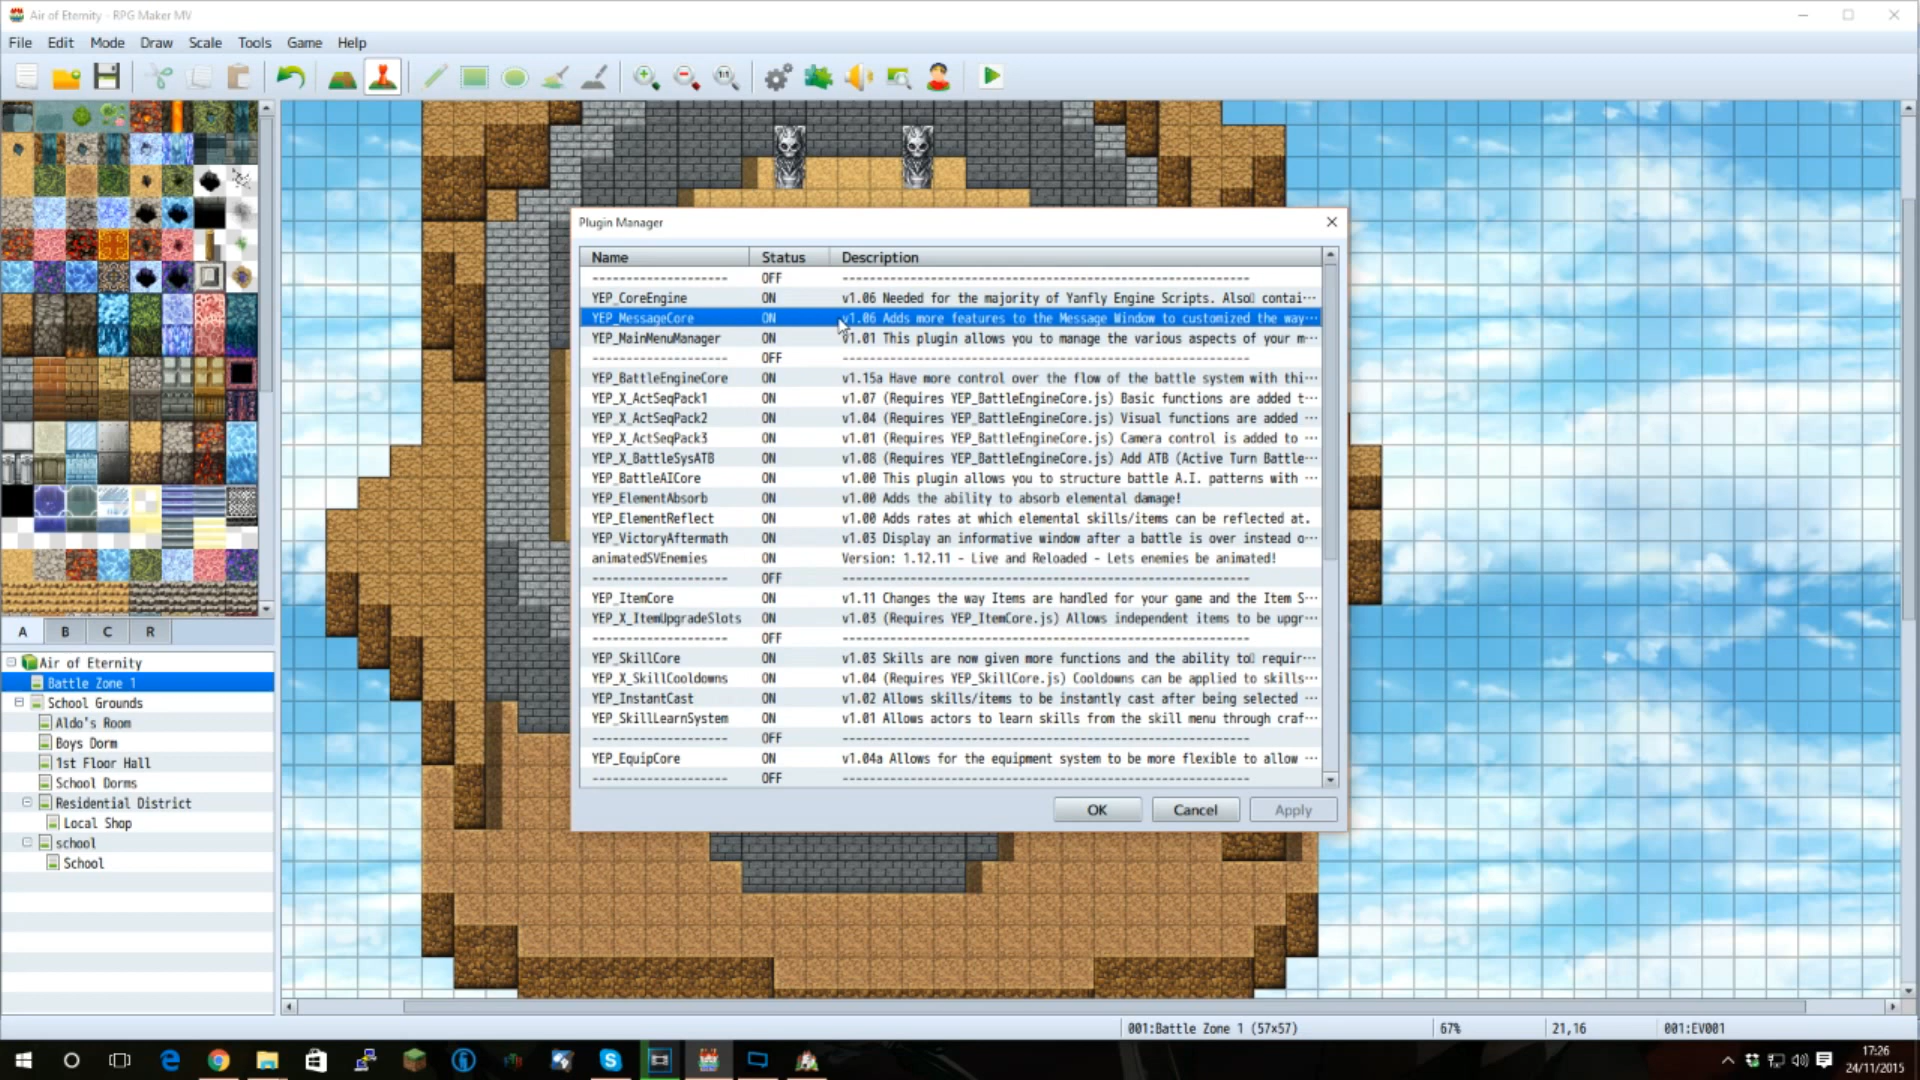 Air of Eternity - RPG Maker MV
File Edit Mode Draw Scale Tools Game Help
1:1
Plugin Manager
Name Status Description
-------------------- OFF ------------------------------------------------------------
YEP_CoreEngine ON v1.06 Needed for the majority of Yanfly Engine Scripts. Also contai···
YEP_MessageCore ON v1.06 Adds more features to the Message Window to customized the way···
YEP_MainMenuManager ON v1.01 This plugin allows you to manage the various aspects of your m···
-------------------- OFF ------------------------------------------------------------
YEP_BattleEngineCore ON v1.15a Have more control over the flow of the battle system with thi···
YEP_X_ActSeqPack1 ON v1.07 (Requires YEP_BattleEngineCore.js) Basic functions are added t···
YEP_X_ActSeqPack2 ON v1.04 (Requires YEP_BattleEngineCore.js) Visual functions are added ···
YEP_X_ActSeqPack3 ON v1.01 (Requires YEP_BattleEngineCore.js) Camera control is added to ···
YEP_X_BattleSysATB ON v1.08 (Requires YEP_BattleEngineCore.js) Add ATB (Active Turn Battle···
YEP_BattleAICore ON v1.00 This plugin allows you to structure battle A.I. patterns with ···
YEP_ElementAbsorb ON v1.00 Adds the ability to absorb elemental damage!
YEP_ElementReflect ON v1.00 Adds rates at which elemental skills/items can be reflected at.
YEP_VictoryAftermath ON v1.03 Display an informative window after a battle is over instead o···
animatedSVEnemies ON Version: 1.12.11 - Live and Reloaded - Lets enemies be animated!
-------------------- OFF ------------------------------------------------------------
YEP_ItemCore ON v1.11 Changes the way Items are handled for your game and the Item S···
YEP_X_ItemUpgradeSlots ON v1.03 (Requires YEP_ItemCore.js) Allows independent items to be upgr···
-------------------- OFF ------------------------------------------------------------
YEP_SkillCore ON v1.03 Skills are now given more functions and the ability to requir···
YEP_X_SkillCooldowns ON v1.04 (Requires YEP_SkillCore.js) Cooldowns can be applied to skills···
YEP_InstantCast ON v1.02 Allows skills/items to be instantly cast after being selected ···
YEP_SkillLearnSystem ON v1.01 Allows actors to learn skills from the skill menu through craf···
-------------------- OFF ------------------------------------------------------------
YEP_EquipCore ON v1.04a Allows for the equipment system to be more flexible to allow ···
-------------------- OFF ------------------------------------------------------------
OK Cancel Apply
A B C R
Air of Eternity
Battle Zone 1
School Grounds
Aldo's Room
Boys Dorm
1st Floor Hall
School Dorms
Residential District
Local Shop
school
School
001:Battle Zone 1 (57x57) 67% 21,16 001:EV001
17:26
24/11/2015